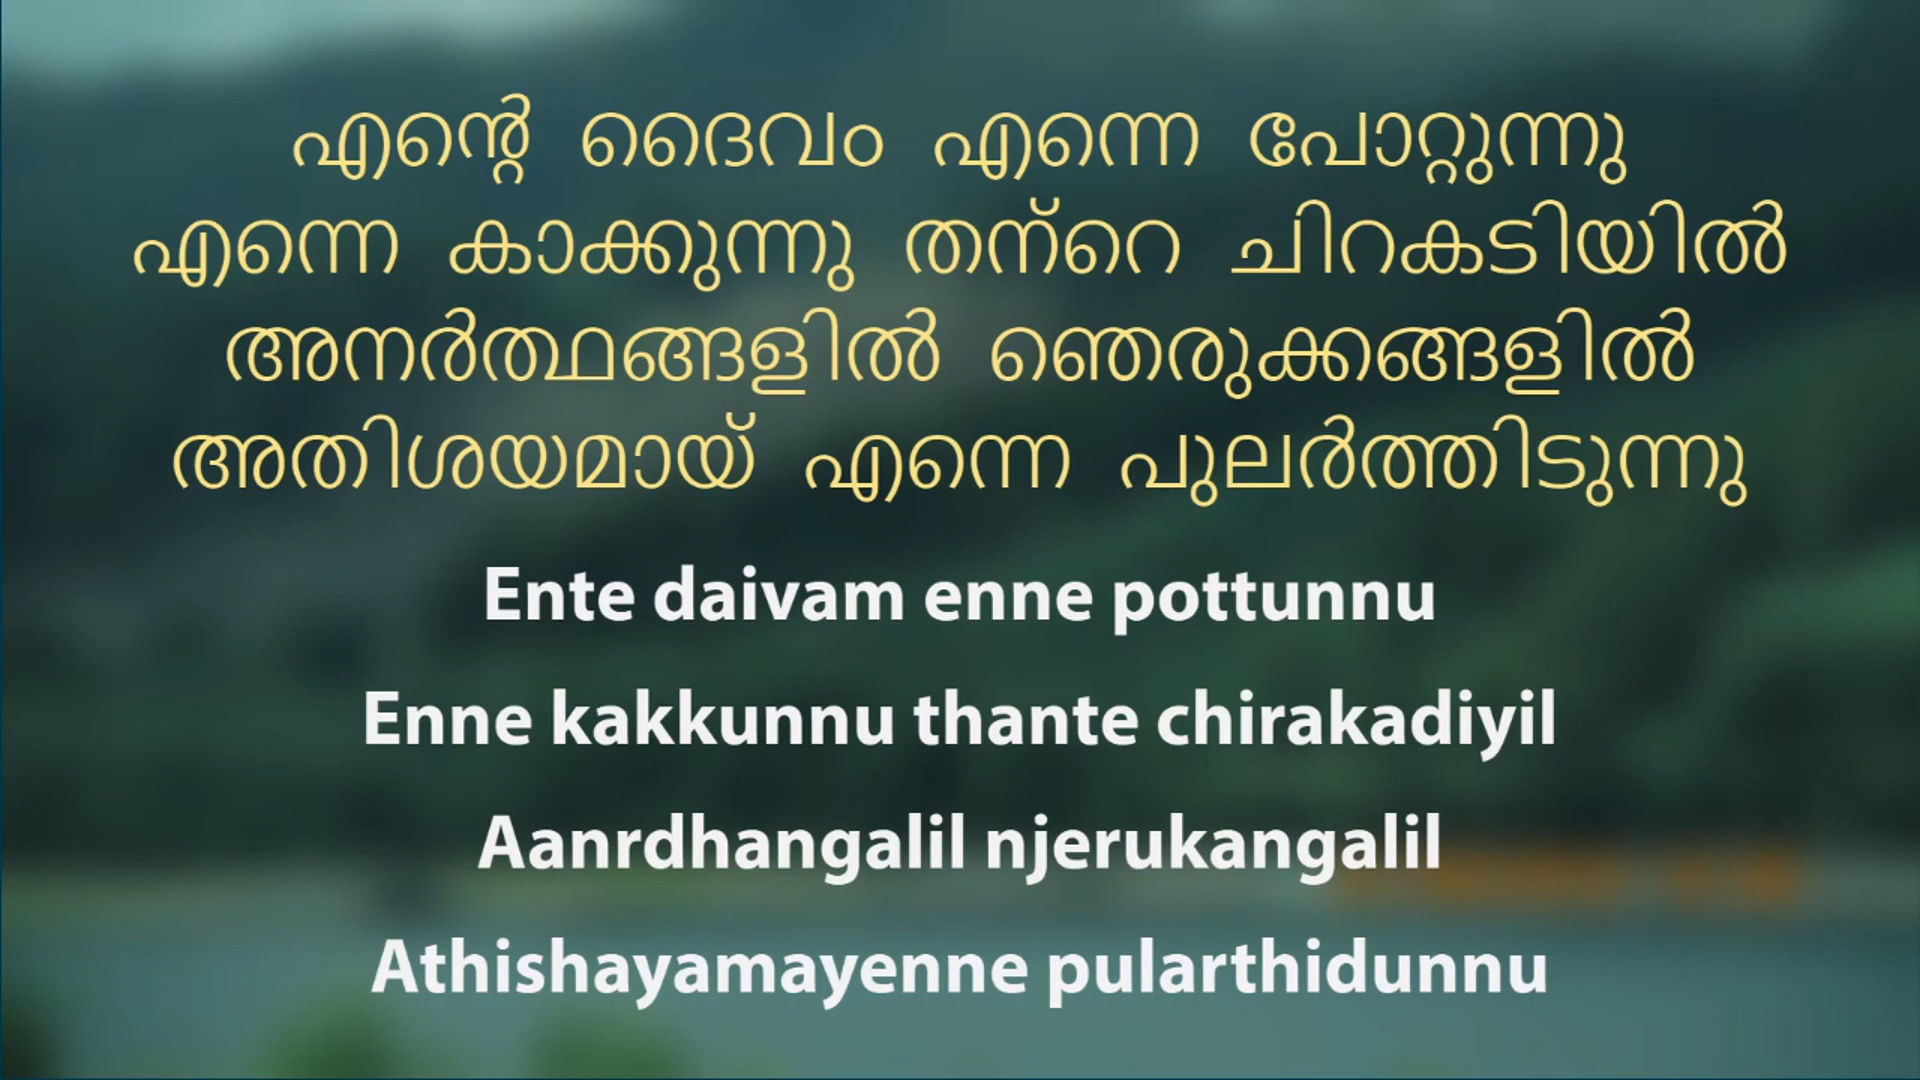 എന്റെ ദൈവം എന്നെ പോറ്റുന്നു
എന്നെ കാക്കുന്നു തന്റെ ചിറകടിയിൽ
അനർത്ഥങ്ങളിൽ ഞെരുക്കങ്ങളിൽ
അതിശയമായ് എന്നെ പുലർത്തിടുന്നു
Ente daivam enne pottunnu
Enne kakkunnu thante chirakadiyil
Aanrdhangalil njerukangalil
Athishayamayenne pularthidunnu